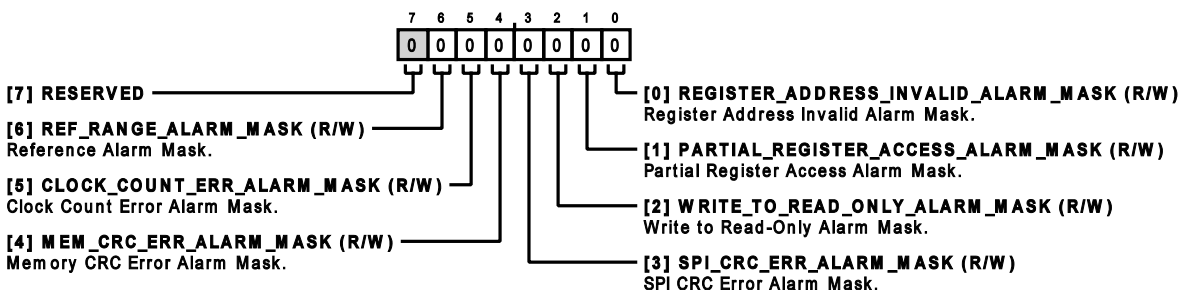 7 6 5 4 3 2 1 0
0 0 0 0 0 0 0 0
[7] RESERVED
[6] REF_RANGE_ALARM_MASK (R/W)
Reference Alarm Mask.
[5] CLOCK_COUNT_ERR_ALARM_MASK (R/W)
Clock Count Error Alarm Mask.
[4] MEM_CRC_ERR_ALARM_MASK (R/W)
Memory CRC Error Alarm Mask.
[0] REGISTER_ADDRESS_INVALID_ALARM_MASK (R/W)
Register Address Invalid Alarm Mask.
[1] PARTIAL_REGISTER_ACCESS_ALARM_MASK (R/W)
Partial Register Access Alarm Mask.
[2] WRITE_TO_READ_ONLY_ALARM_MASK (R/W)
Write to Read-Only Alarm Mask.
[3] SPI_CRC_ERR_ALARM_MASK (R/W)
SPI CRC Error Alarm Mask.